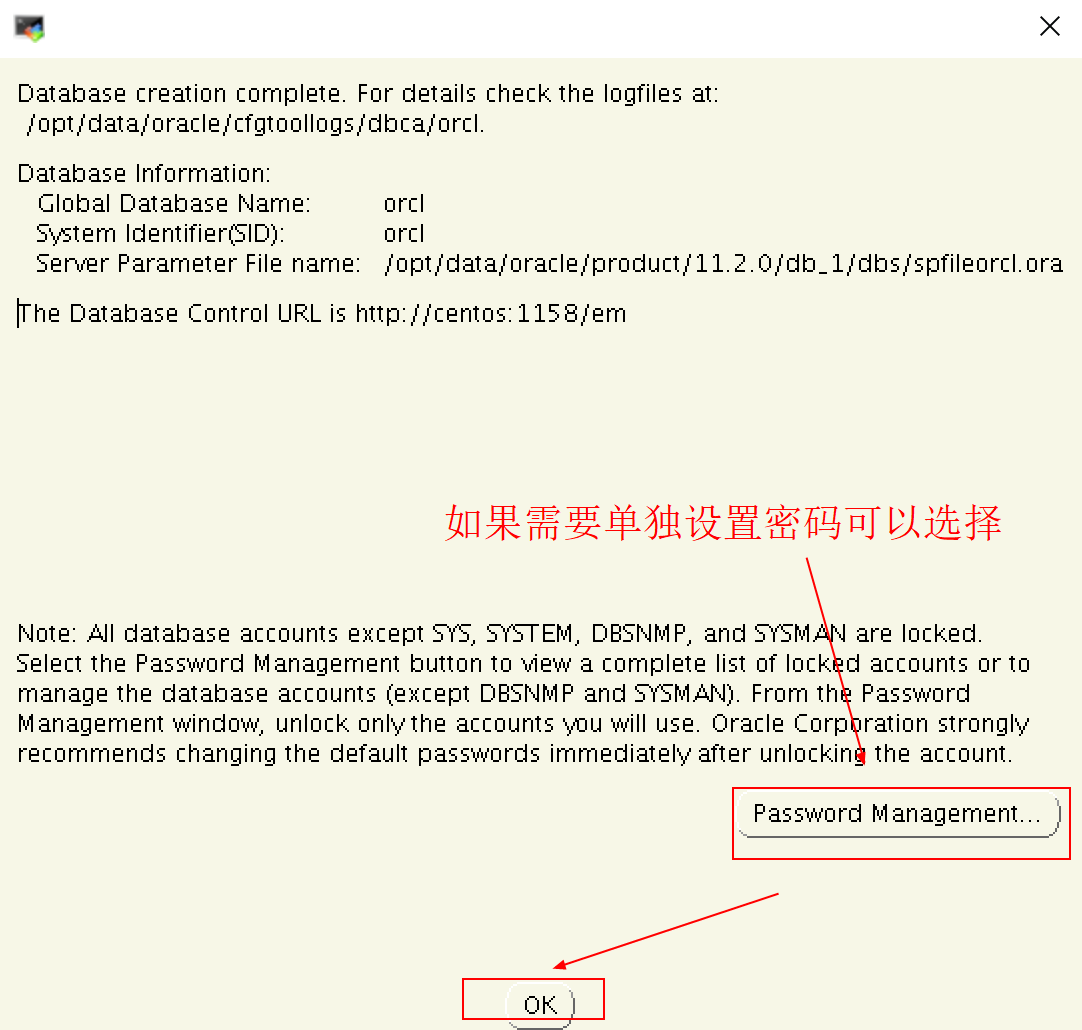 Database creation complete. For details check the logfiles at:
/opt/data/oracle/cfgtoollogs/dbca/orcl.
Database Information:
Global Database Name: orcl
System Identifier(SID): orcl
Server Parameter File name: /opt/data/oracle/product/11.2.0/db_1/dbs/spfileorcl.ora
The Database Control URL is http://centos:1158/em
如果需要单独设置密码可以选择
Note: All database accounts except SYS, SYSTEM, DBSNMP, and SYSMAN are locked.
Select the Password Management button to view a complete list of locked accounts or to
manage the database accounts (except DBSNMP and SYSMAN). From the Password
Management window, unlock only the accounts you will use. Oracle Corporation strongly
recommends changing the default passwords immediately after unlocking the account.
Password Management...
OK